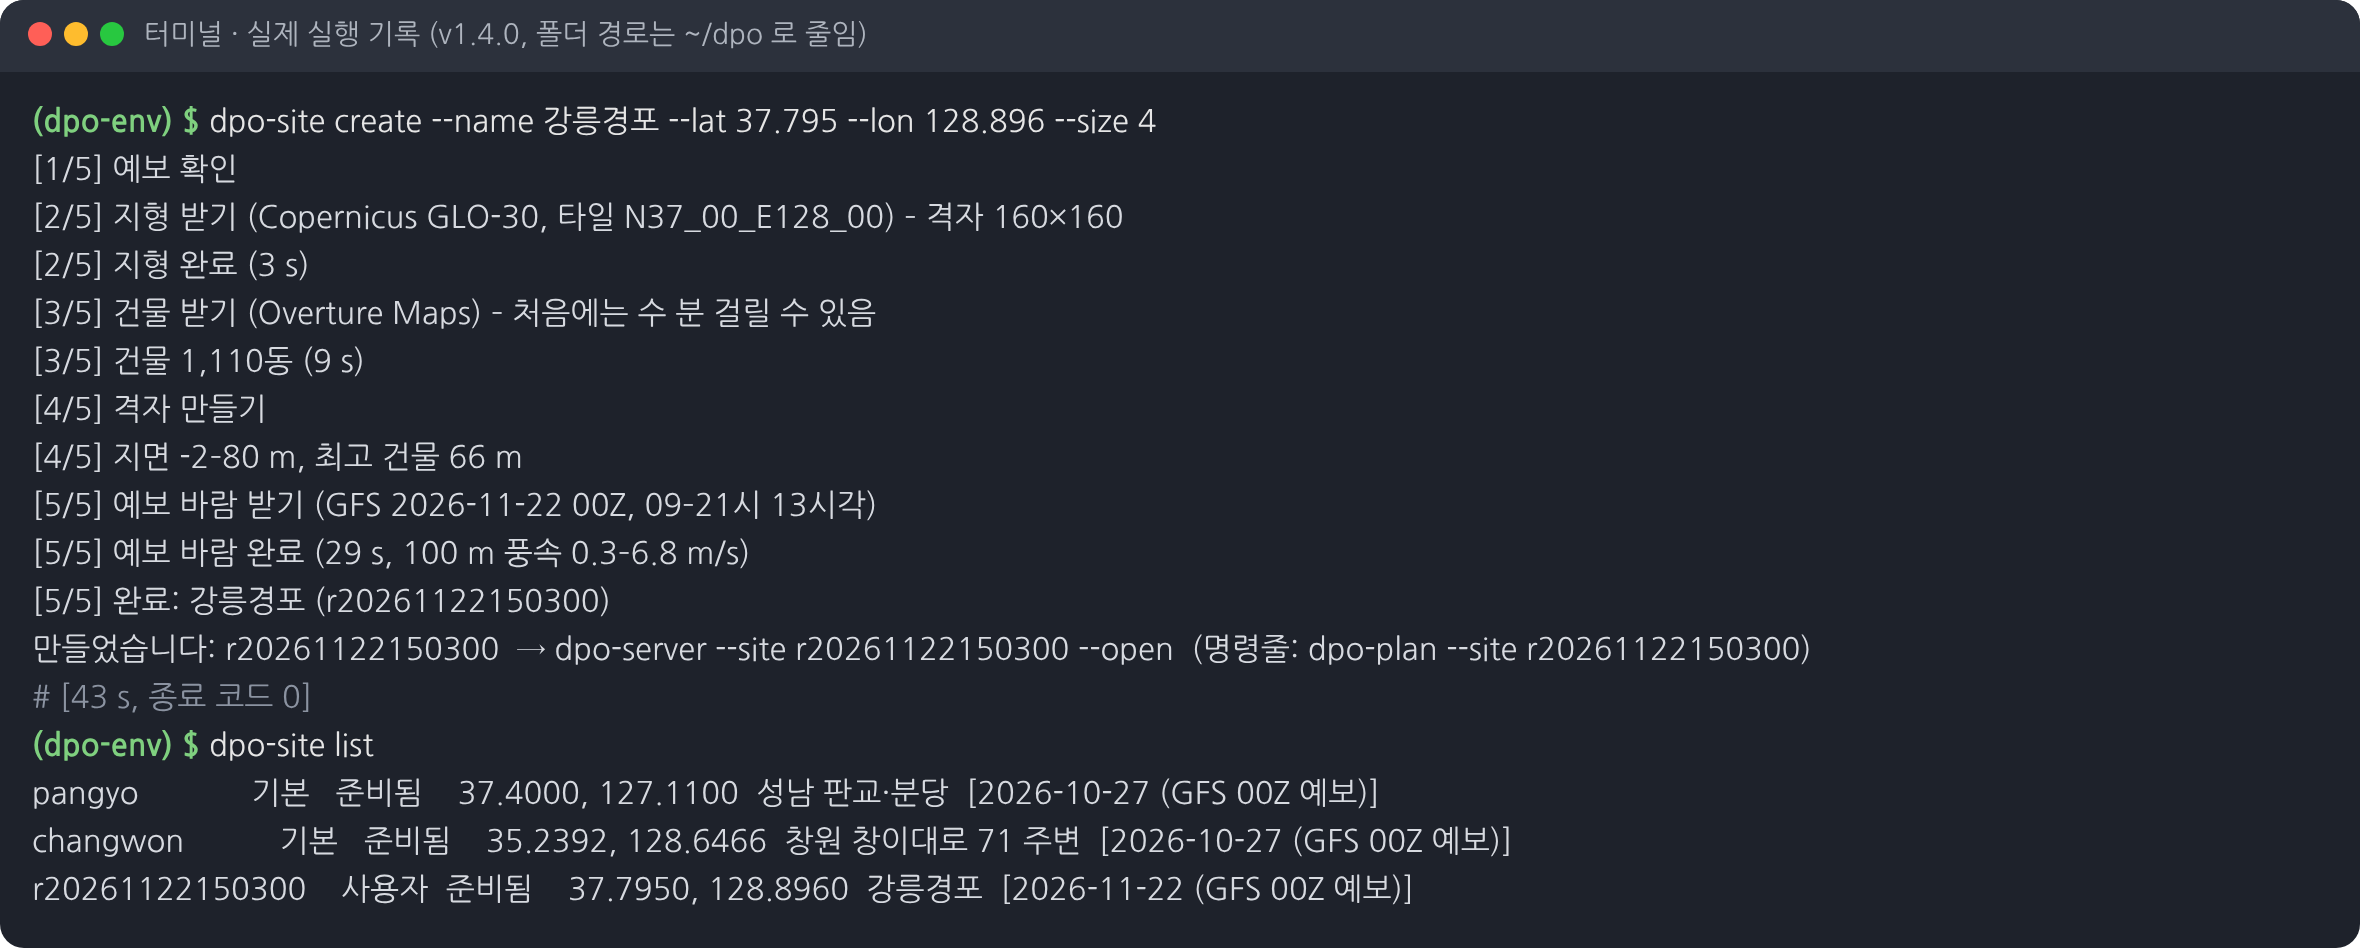 터미널 · 실제 실행 기록 (v1.4.0, 폴더 경로는 ~/dpo 로 줄임)
(dpo-env) $ dpo-site create --name 강릉경포 --lat 37.795 --lon 128.896 --size 4
[1/5] 예보 확인
[2/5] 지형 받기 (Copernicus GLO-30, 타일 N37_00_E128_00) – 격자 160×160
[2/5] 지형 완료 (3 s)
[3/5] 건물 받기 (Overture Maps) – 처음에는 수 분 걸릴 수 있음
[3/5] 건물 1,110동 (9 s)
[4/5] 격자 만들기
[4/5] 지면 -2–80 m, 최고 건물 66 m
[5/5] 예보 바람 받기 (GFS 2026-11-22 00Z, 09–21시 13시각)
[5/5] 예보 바람 완료 (29 s, 100 m 풍속 0.3–6.8 m/s)
[5/5] 완료: 강릉경포 (r20261122150300)
만들었습니다: r20261122150300 → dpo-server --site r20261122150300 --open (명령줄: dpo-plan --site r20261122150300)
# [43 s, 종료 코드 0]
(dpo-env) $ dpo-site list
pangyo 기본 준비됨 37.4000, 127.1100 성남 판교·분당 [2026-10-27 (GFS 00Z 예보)]
changwon 기본 준비됨 35.2392, 128.6466 창원 창이대로 71 주변 [2026-10-27 (GFS 00Z 예보)]
r20261122150300 사용자 준비됨 37.7950, 128.8960 강릉경포 [2026-11-22 (GFS 00Z 예보)]